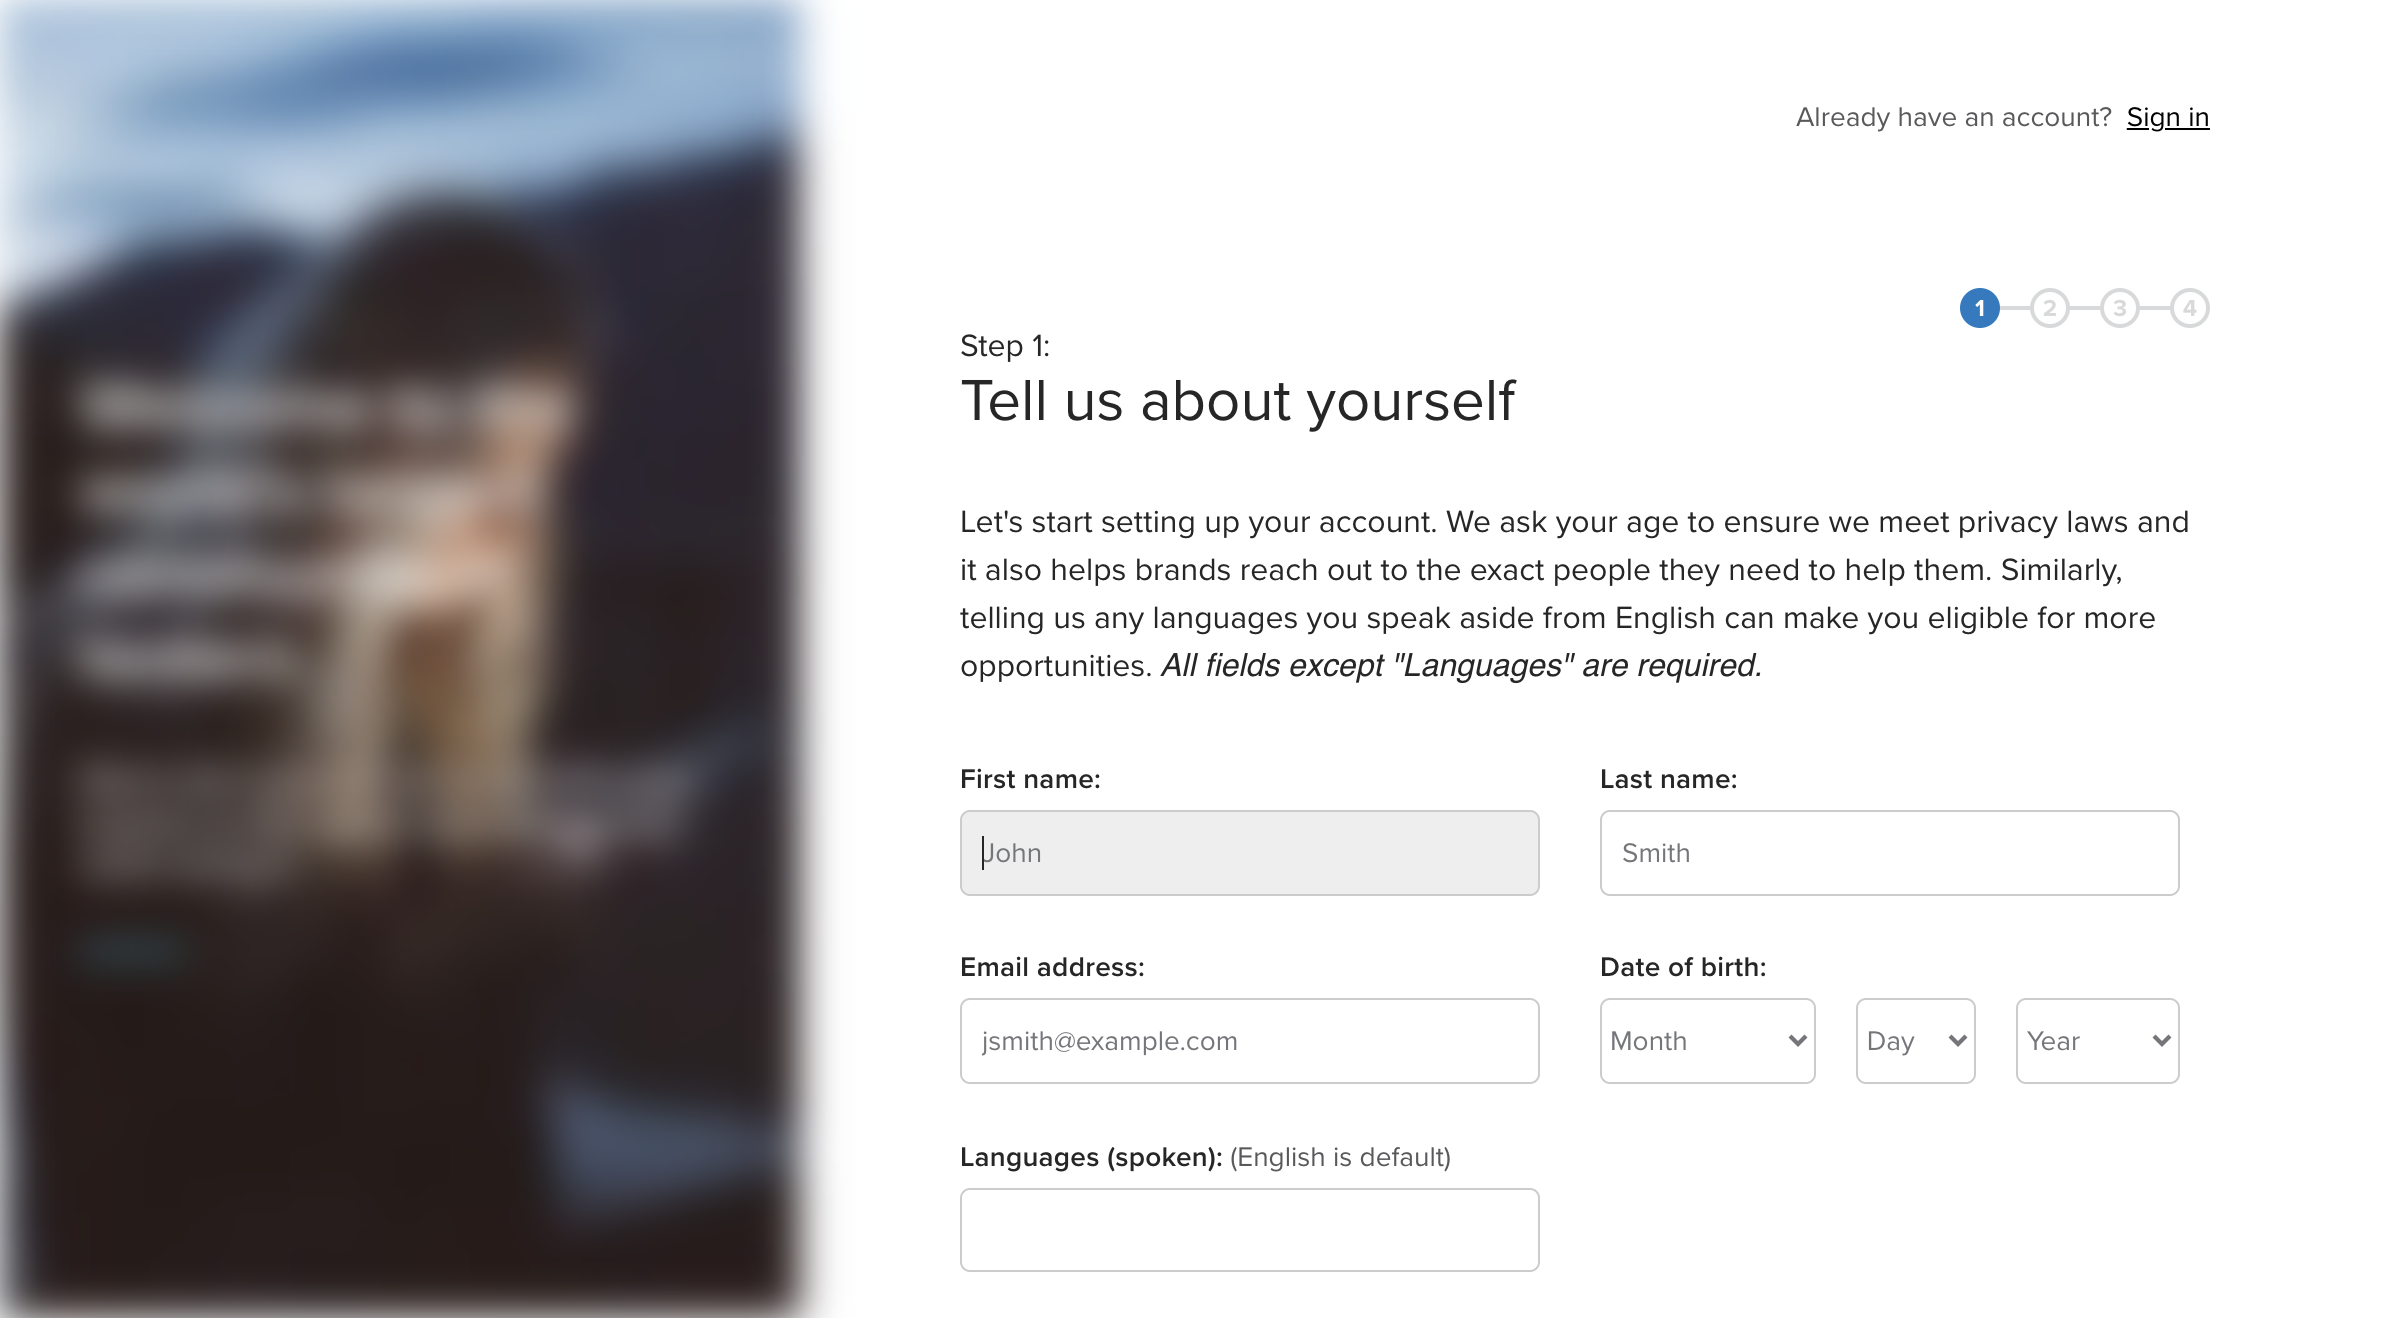 Already have an account? Sign in
1 2 3 4
Step 1:
Tell us about yourself
Let's start setting up your account. We ask your age to ensure we meet privacy laws and
it also helps brands reach out to the exact people they need to help them. Similarly,
telling us any languages you speak aside from English can make you eligible for more
opportunities. All fields except "Languages" are required.
First name: Last name:
John Smith
Email address: Date of birth:
jsmith@example.com Month Day Year
Languages (spoken): (English is default)